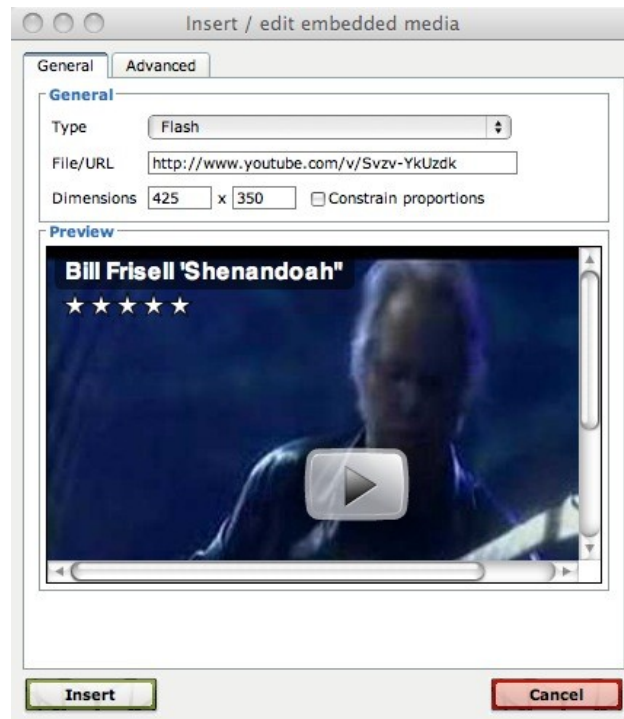 Insert / edit embedded media
General Advanced
General
Type Flash
File/URL http://www.youtube.com/v/Svzv-YkUzdk
Dimensions 425 x 350 Constrain proportions
Preview
Bill Frisell 'Shenandoah"
Insert Cancel